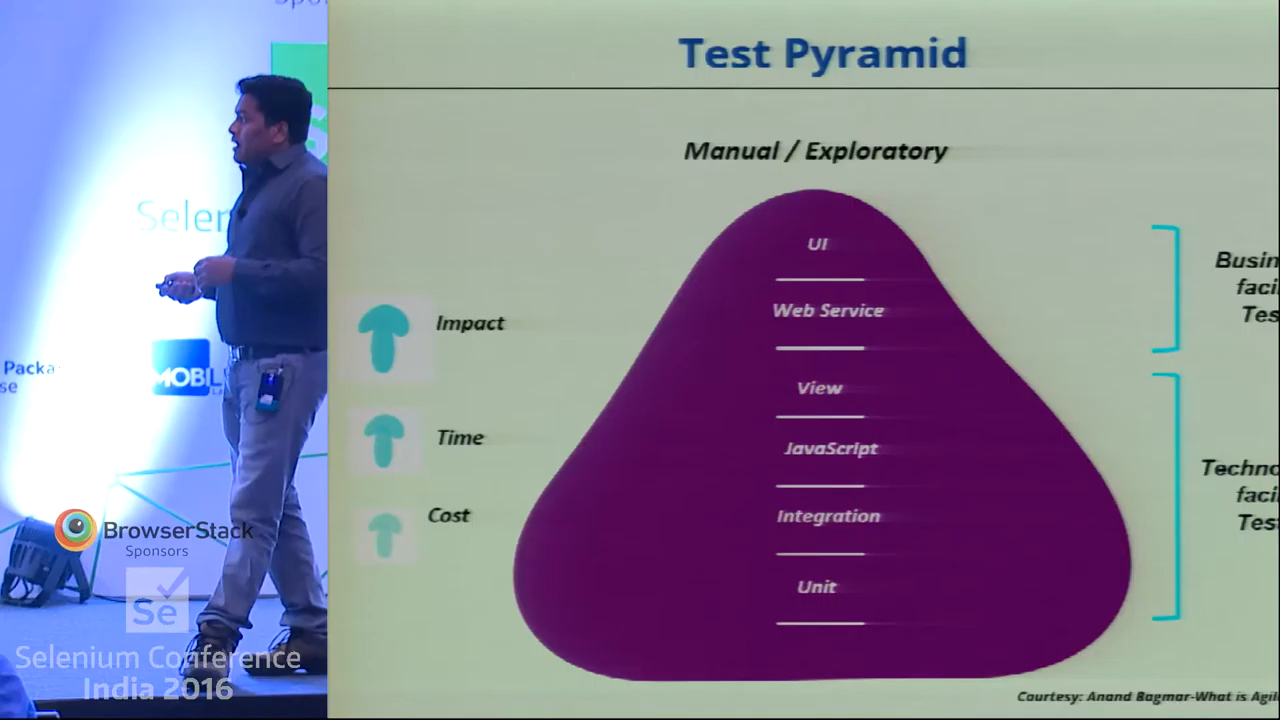 Test Pyramid
Manual / Exploratory
UI
Web Service
View
JavaScript
Integration
Unit
Impact
Time
Cost
Busin
faci
Tes
Techno
faci
Tes
Courtesy: Anand Bagmar-What is Agil
Selen
Packa
se
MOBIL
BrowserStack
Sponsors
Se
Selenium Conference
India 2016